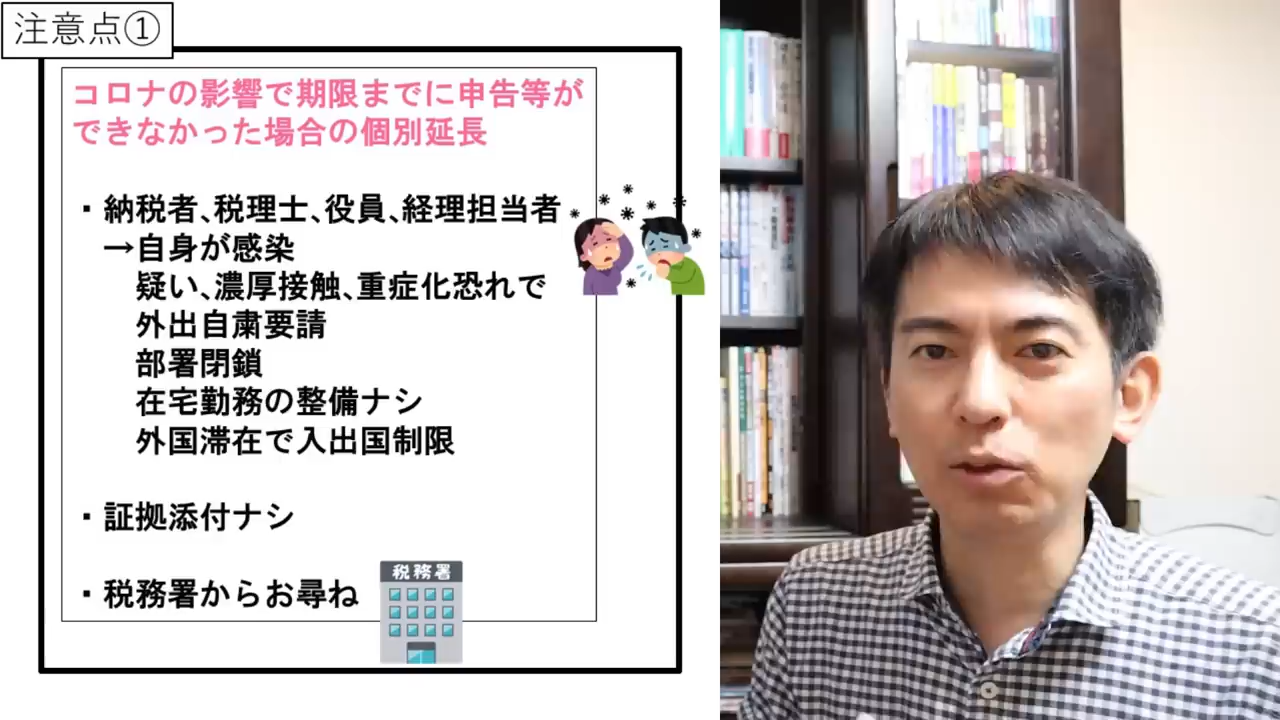 注意点①
コロナの影響で期限までに申告等が
できなかった場合の個別延長
・納税者、税理士、役員、経理担当者
→自身が感染
疑い、濃厚接触、重症化恐れで
外出自粛要請
部署閉鎖
在宅勤務の整備ナシ
外国滞在で入出国制限
・証拠添付ナシ
・税務署からお尋ね
税務署